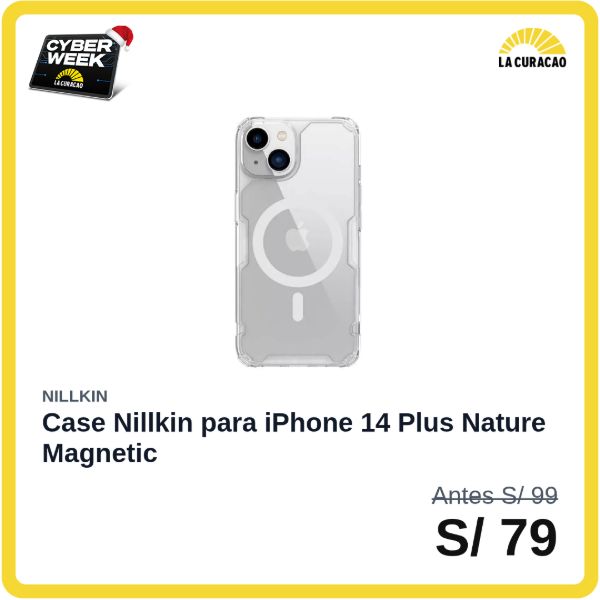 CYBER
WEEK
LA CURACAO
LA CURACAO
NILLKIN
Case Nillkin para iPhone 14 Plus Nature
Magnetic
Antes S/ 99
S/ 79